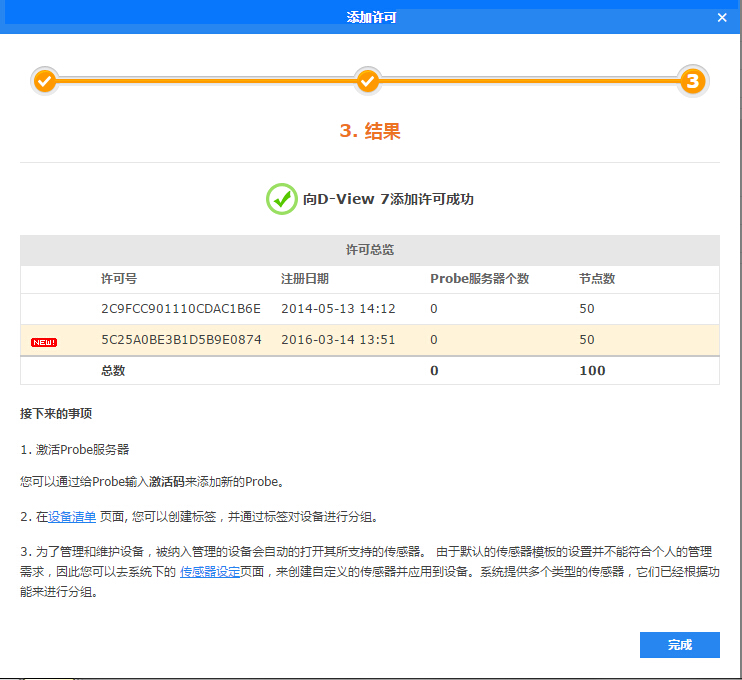 添加许可
×
3
3. 结果
向D-View 7添加许可成功
许可总览
许可号 注册日期 Probe服务器个数 节点数
2C9FCC901110CDAC1B6E 2014-05-13 14:12 0 50
NEW! 5C25A0BE3B1D5B9E0874 2016-03-14 13:51 0 50
总数 0 100
接下来的事项
1. 激活Probe服务器
您可以通过给Probe输入激活码来添加新的Probe。
2. 在设备清单 页面, 您可以创建标签，并通过标签对设备进行分组。
3. 为了管理和维护设备，被纳入管理的设备会自动的打开其所支持的传感器。 由于默认的传感器模板的设置并不能符合个人的管理
需求，因此您可以去系统下的 传感器设定页面，来创建自定义的传感器并应用到设备。系统提供多个类型的传感器，它们已经根据功
能来进行分组。
完成